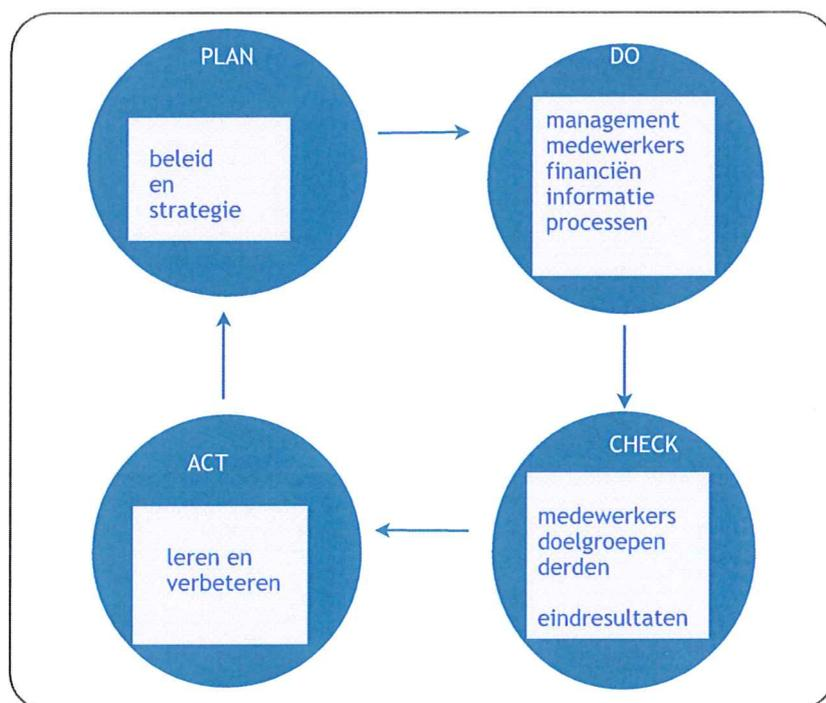 PLAN
beleid
en
strategie
DO
management
medewerkers
financiën
informatie
processen
CHECK
medewerkers
doelgroepen
derden
eindresultaten
ACT
leren en
verbeteren